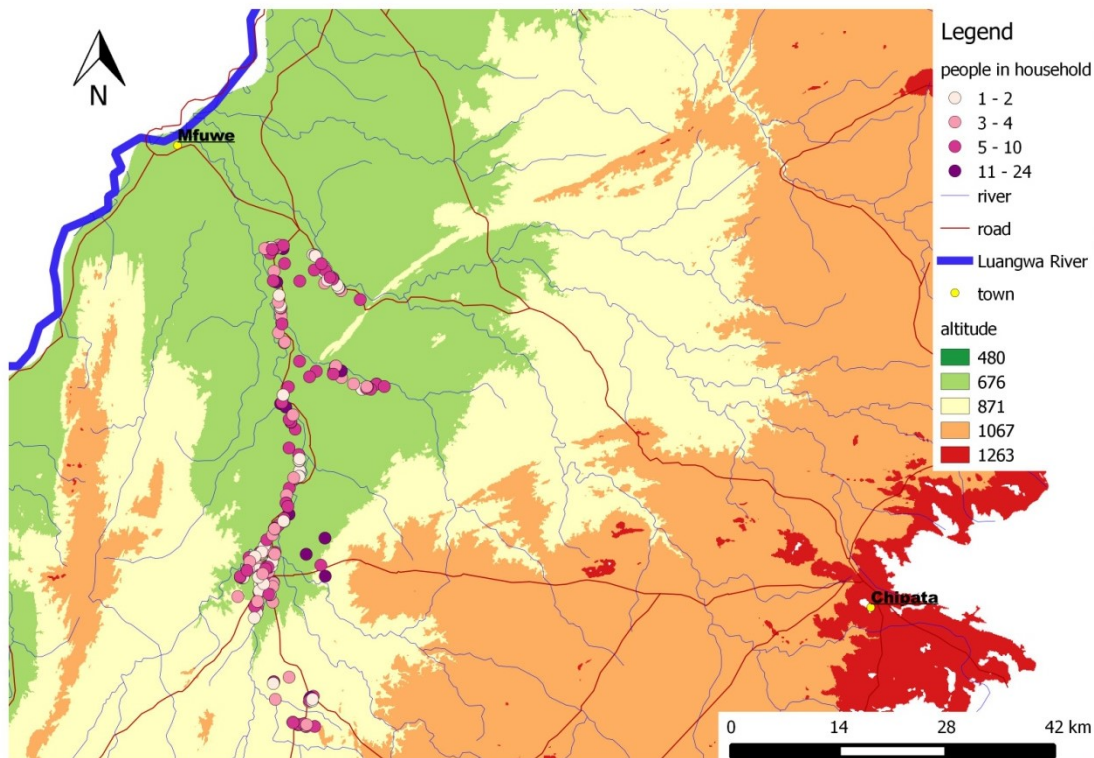 N
Mfuwe
Chipata
Legend
people in household
1 - 2
3 - 4
5 - 10
11 - 24
river
road
Luangwa River
town
altitude
480
676
871
1067
1263
0 14 28 42 km